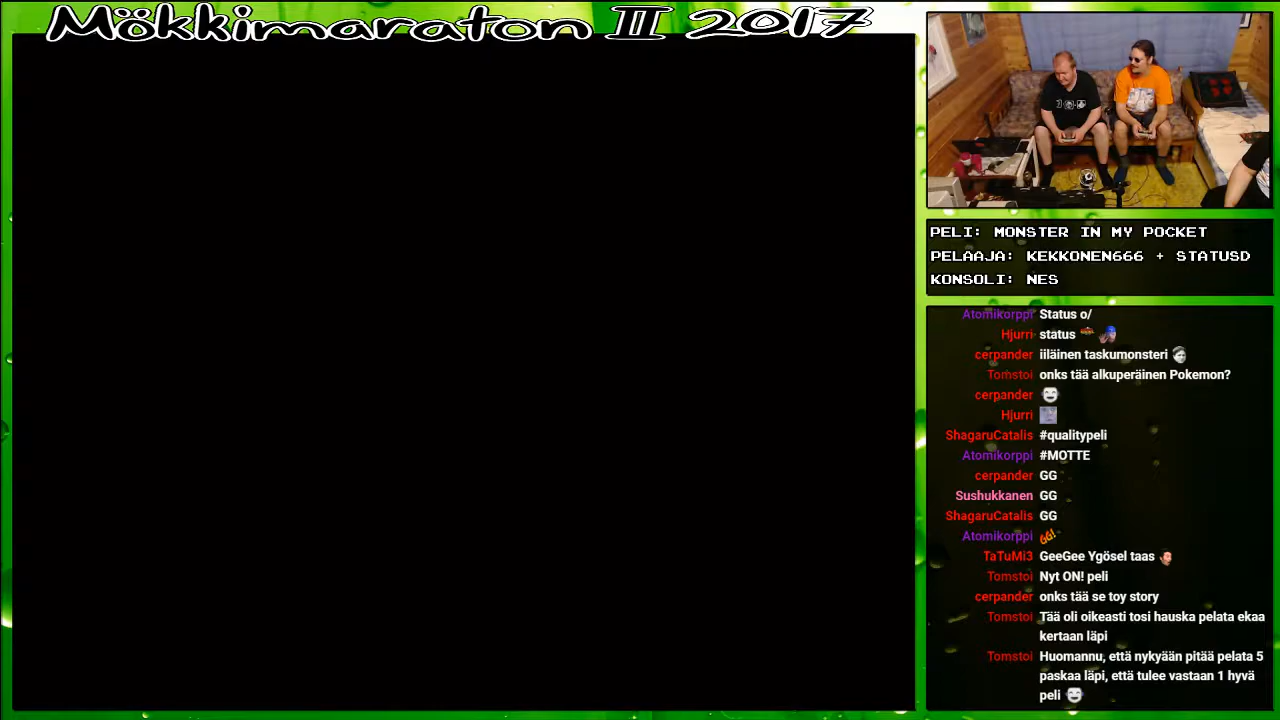 Mökkimaraton II 2017
PELI: MONSTER IN MY POCKET
PELAAJA: KEKKONEN666 + STATUSD
KONSOLI: NES
Atomikorppi Status o/
Hjurri status
cerpander iiläinen taskumonsteri
Tomstoi onks tää alkuperäinen Pokemon?
cerpander
Hjurri
ShagaruCatalis #qualitypeli
Atomikorppi #MOTTE
cerpander GG
Sushukkanen GG
ShagaruCatalis GG
Atomikorppi GG!
TaTuMi3 GeeGee Ygösel taas
Tomstoi Nyt ON! peli
cerpander onks tää se toy story
Tomstoi Tää oli oikeasti tosi hauska pelata ekaa
kertaan läpi
Tomstoi Huomannu, että nykyään pitää pelata 5
paskaa läpi, että tulee vastaan 1 hyvä
peli